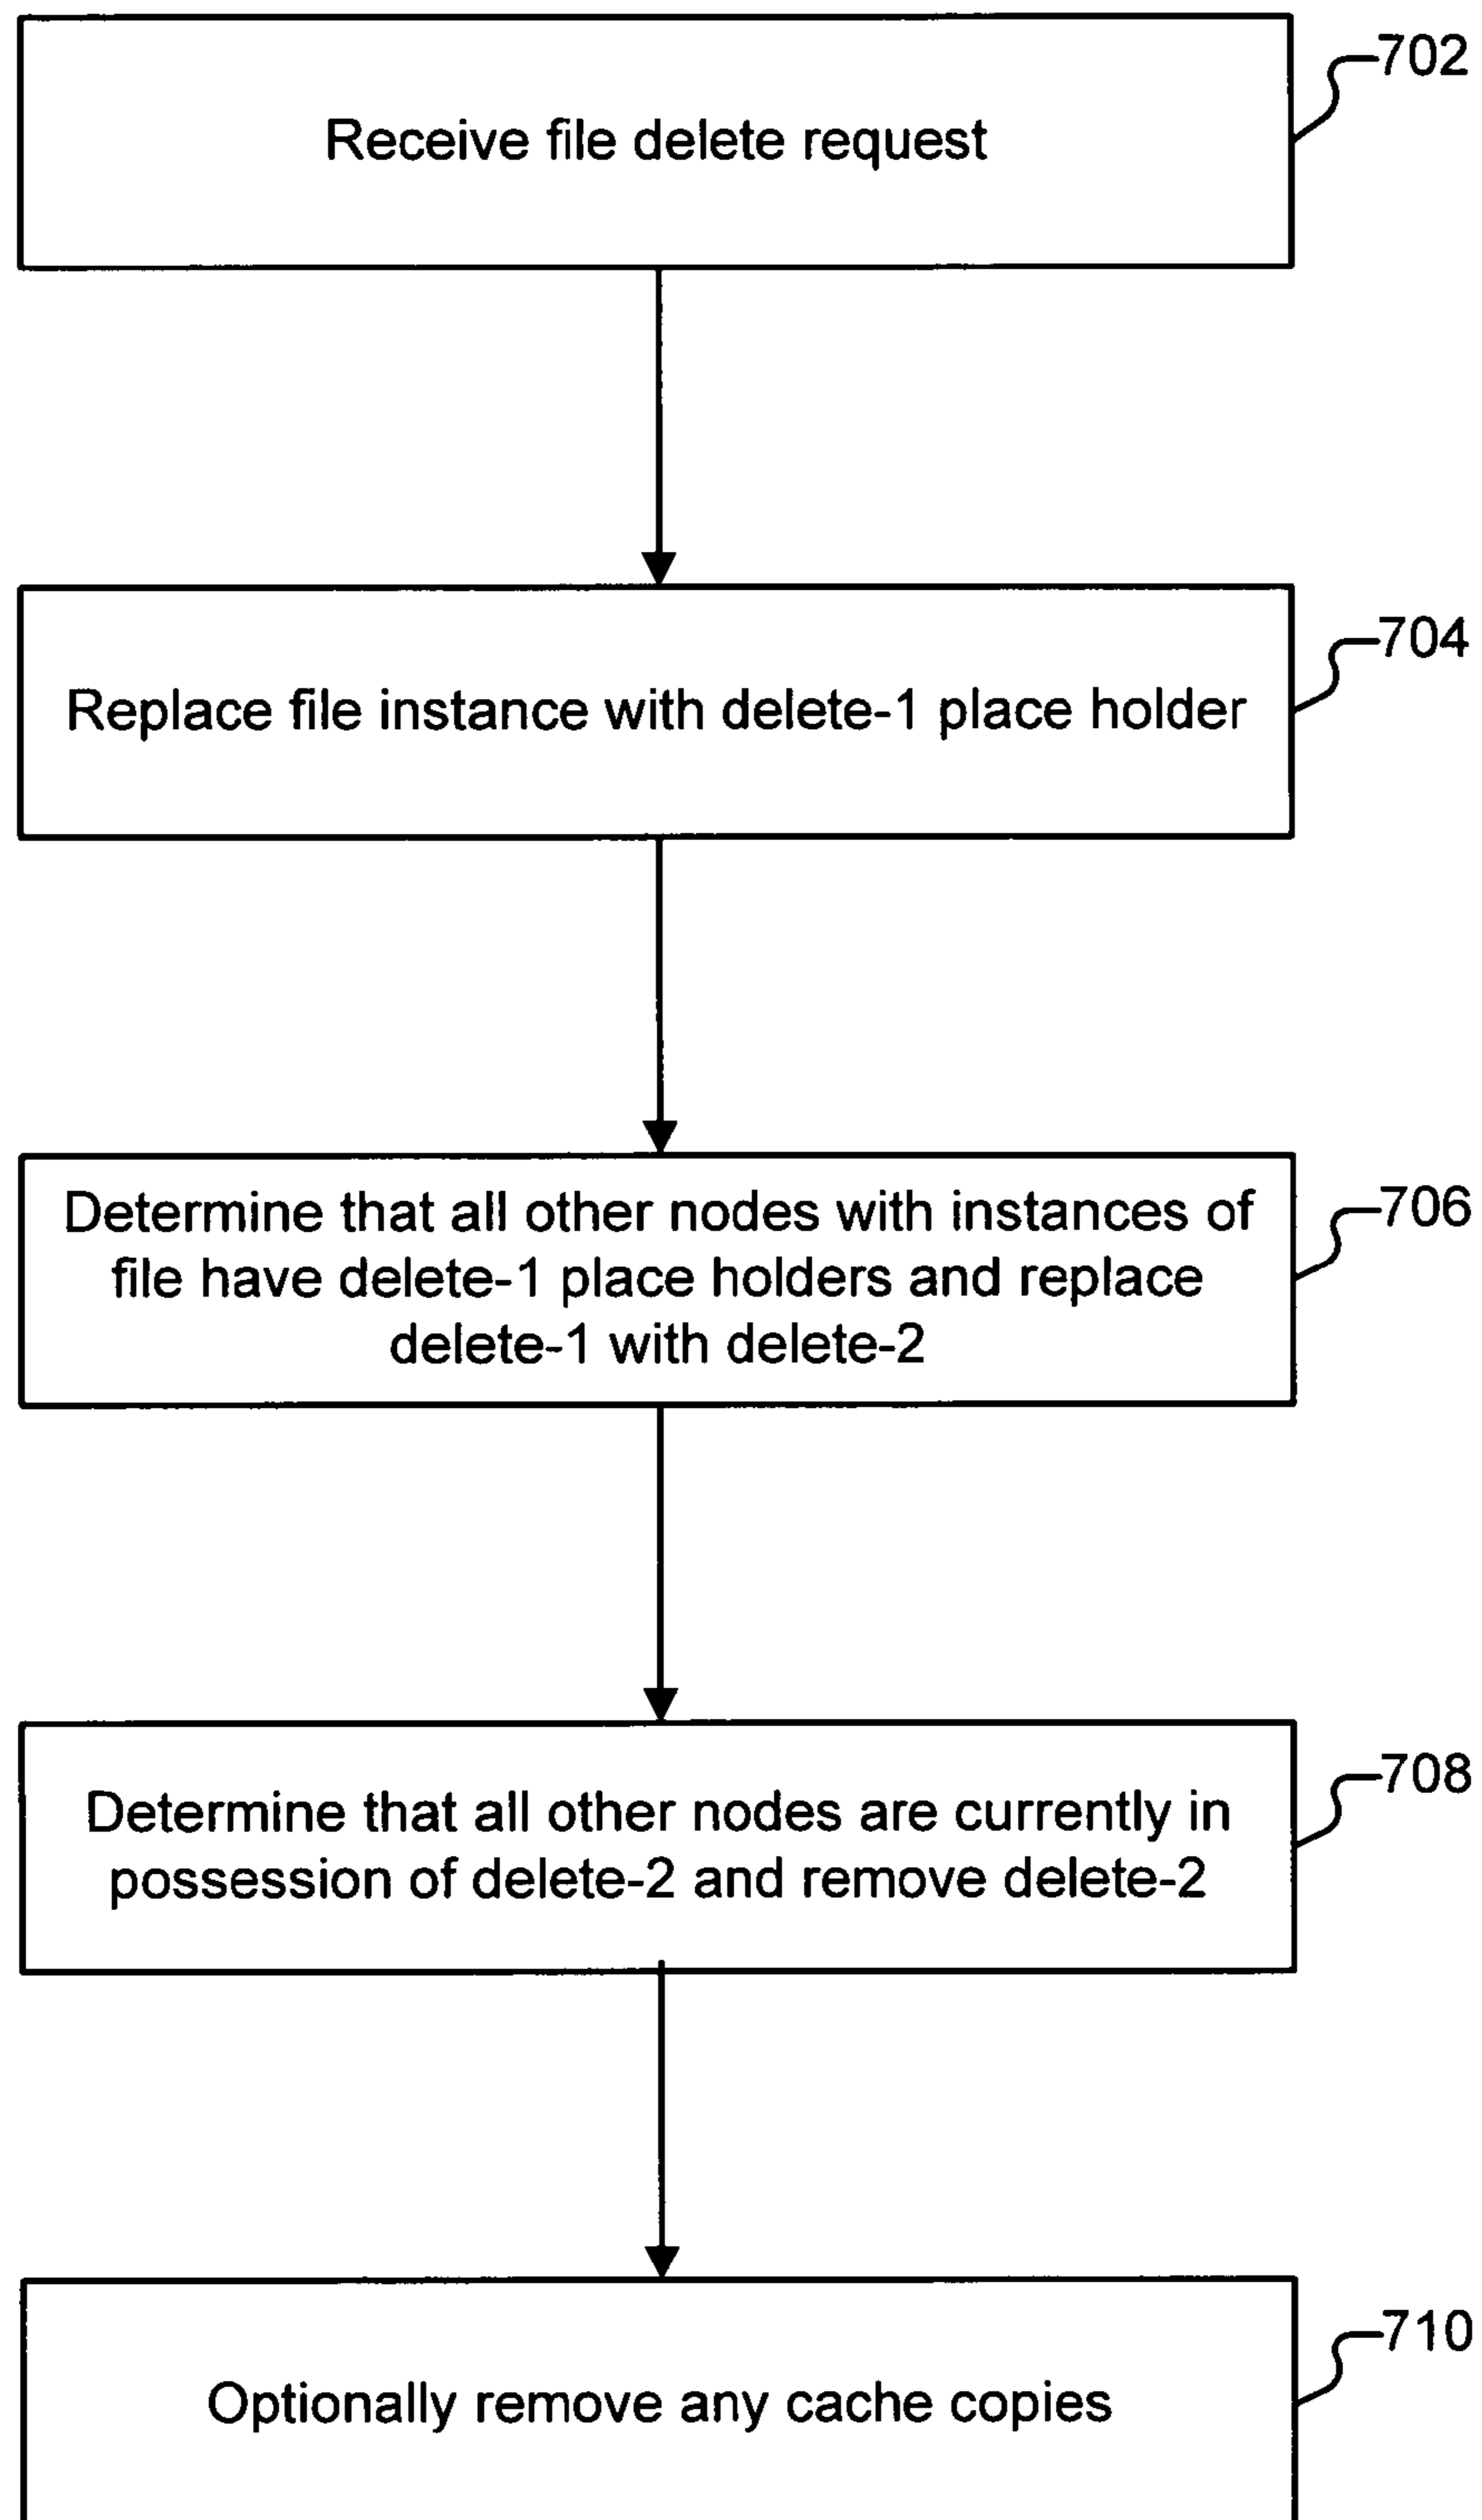 702
Receive file delete request
704
Replace file instance with delete-1 place holder
706
Determine that all other nodes with instances of
file have delete-1 place holders and replace
delete-1 with delete-2
708
Determine that all other nodes are currently in
possession of delete-2 and remove delete-2
710
Optionally remove any cache copies